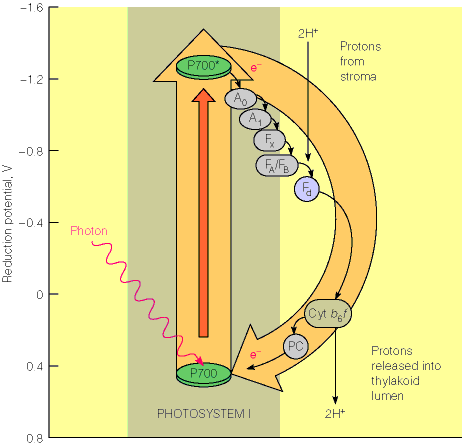 −1.6
−1.2
−0.8
−0.4
0
0.4
0.8
Reduction potential, V
P700*
e−
2H+
Protons
from
stroma
A0
A1
FX
FA/FB
Fd
Photon
Cyt b6f
PC
e−
P700
Protons
released into
thylakoid
lumen
PHOTOSYSTEM I
2H+